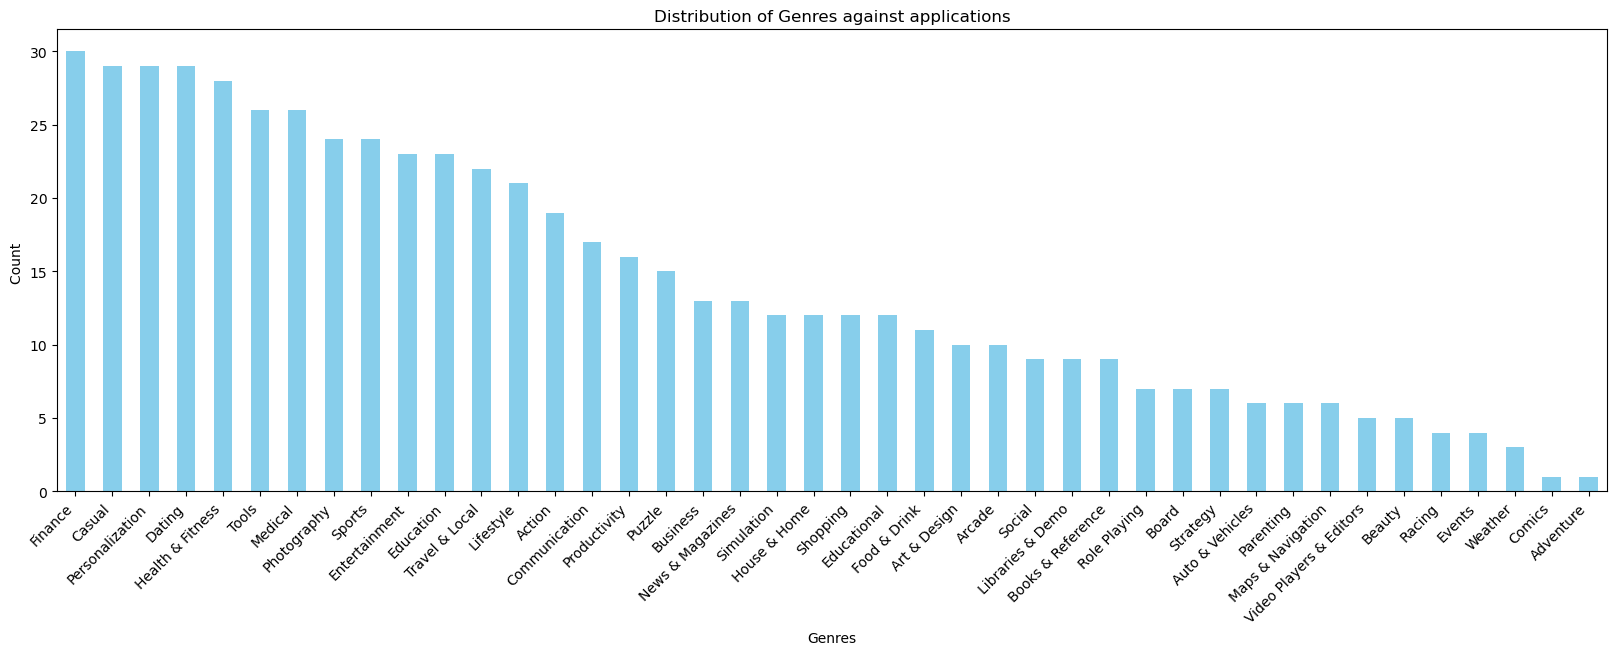 Distribution of Genres against applications
30
25
20
15
10
5
0
Count
Finance
Casual
Personalization
Dating
Health & Fitness
Tools
Medical
Photography
Sports
Entertainment
Education
Travel & Local
Lifestyle
Action
Communication
Productivity
Puzzle
Business
News & Magazines
Simulation
House & Home
Shopping
Educational
Food & Drink
Art & Design
Arcade
Social
Libraries & Demo
Books & Reference
Role Playing
Board
Strategy
Auto & Vehicles
Parenting
Maps & Navigation
Video Players & Editors
Beauty
Racing
Events
Weather
Comics
Adventure
Genres